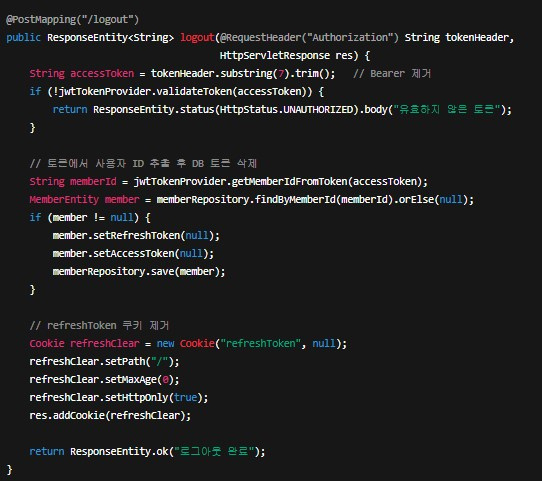 @PostMapping("/logout")
public ResponseEntity<String> logout(@RequestHeader("Authorization") String tokenHeader,
                                     HttpServletResponse res) {
    String accessToken = tokenHeader.substring(7).trim();   // Bearer 제거
    if (!jwtTokenProvider.validateToken(accessToken)) {
        return ResponseEntity.status(HttpStatus.UNAUTHORIZED).body("유효하지 않은 토큰");
    }

    // 토큰에서 사용자 ID 추출 후 DB 토큰 삭제
    String memberId = jwtTokenProvider.getMemberIdFromToken(accessToken);
    MemberEntity member = memberRepository.findByMemberId(memberId).orElse(null);
    if (member != null) {
        member.setRefreshToken(null);
        member.setAccessToken(null);
        memberRepository.save(member);
    }

    // refreshToken 쿠키 제거
    Cookie refreshClear = new Cookie("refreshToken", null);
    refreshClear.setPath("/");
    refreshClear.setMaxAge(0);
    refreshClear.setHttpOnly(true);
    res.addCookie(refreshClear);

    return ResponseEntity.ok("로그아웃 완료");
}